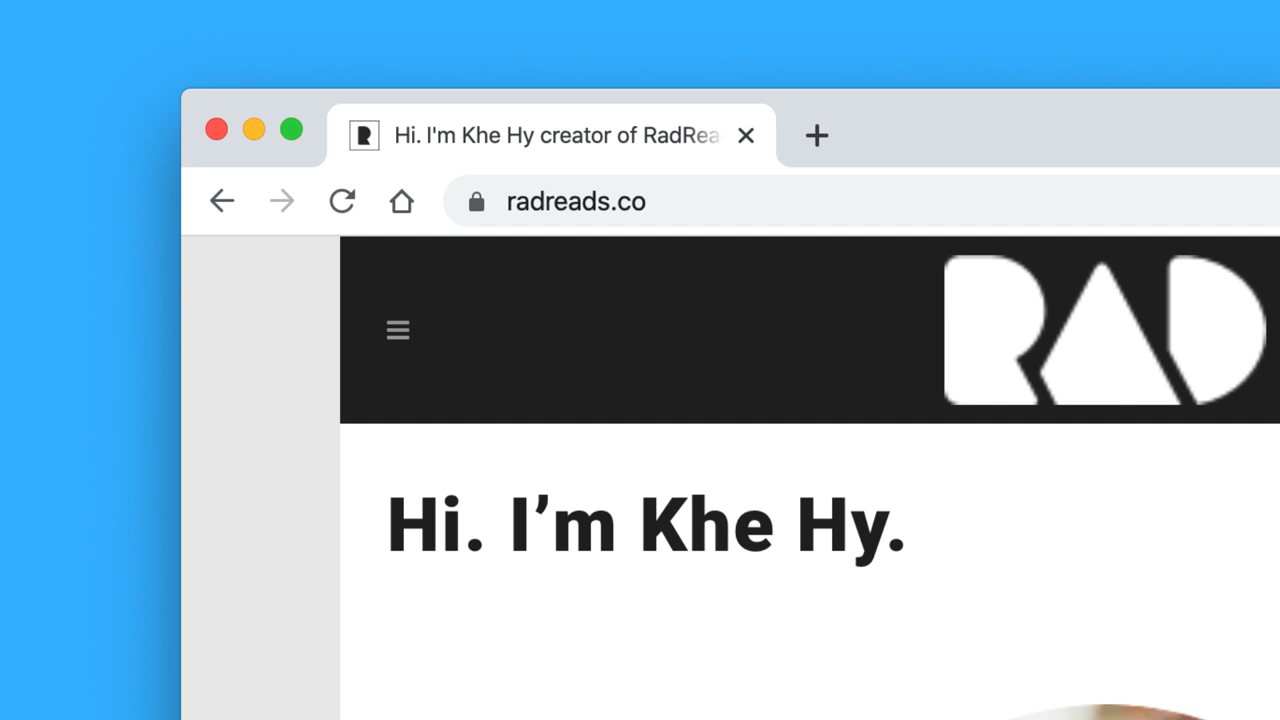 Hi. I'm Khe Hy creator of RadRea
radreads.co
RAD
Hi. I’m Khe Hy.